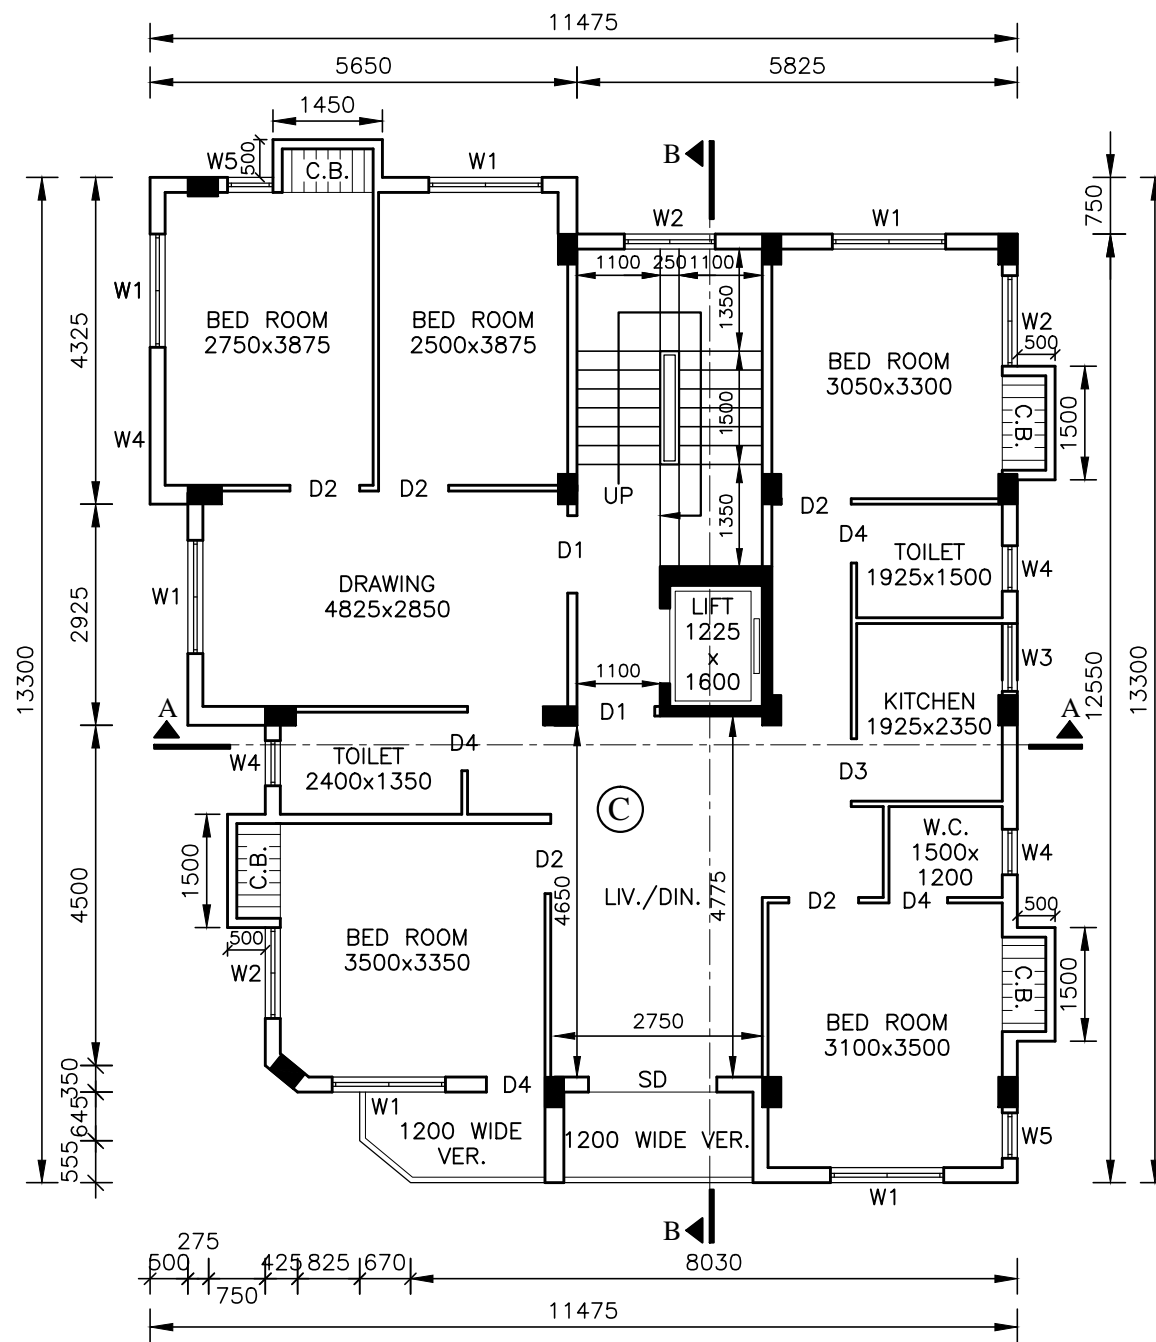 11475
5650
5825
1450
500
W5
C.B.
W1
B
W2
W1
750
1100
250
1100
1350
W1
BED ROOM
2750x3875
BED ROOM
2500x3875
W2
500
4325
BED ROOM
3050x3300
1500
C.B.
1500
W4
D2
D2
UP
D2
1350
D4
D1
TOILET
1925x1500
W4
DRAWING
4825x2850
W1
2925
LIFT
1225
x
1600
W3
13300
12550
13300
1100
KITCHEN
1925x2350
A
D1
A
TOILET
2400x1350
W4
D4
D3
C
W.C.
1500x
1200
W4
1500
C.B.
D2
4650
LIV./DIN.
4775
D2
D4
500
4500
BED ROOM
3500x3350
500
W2
C.B.
1500
2750
BED ROOM
3100x3500
350
SD
D4
W1
645
1200 WIDE
VER.
1200 WIDE VER.
W5
555
W1
B
275
500
750
425
825
670
8030
11475